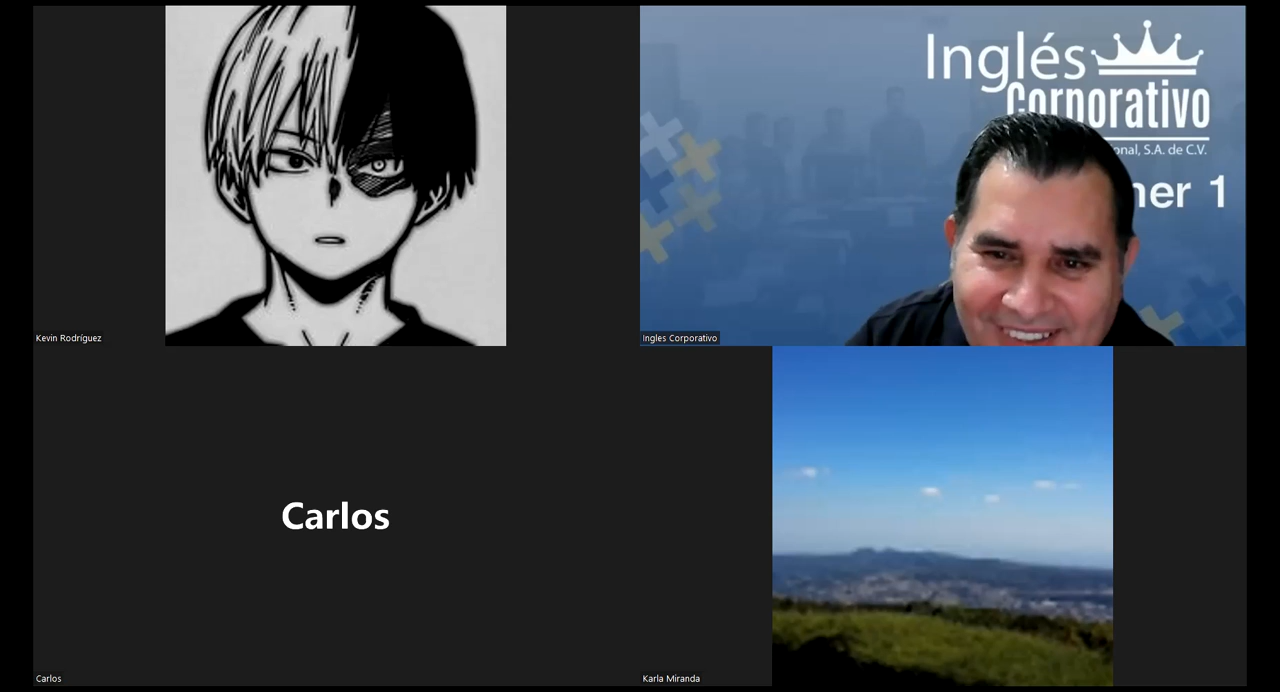 Inglés
Corporativo
onal, S.A. de C.V.
ner 1
Kevin Rodríguez
Ingles Corporativo
Carlos
Carlos
Karla Miranda